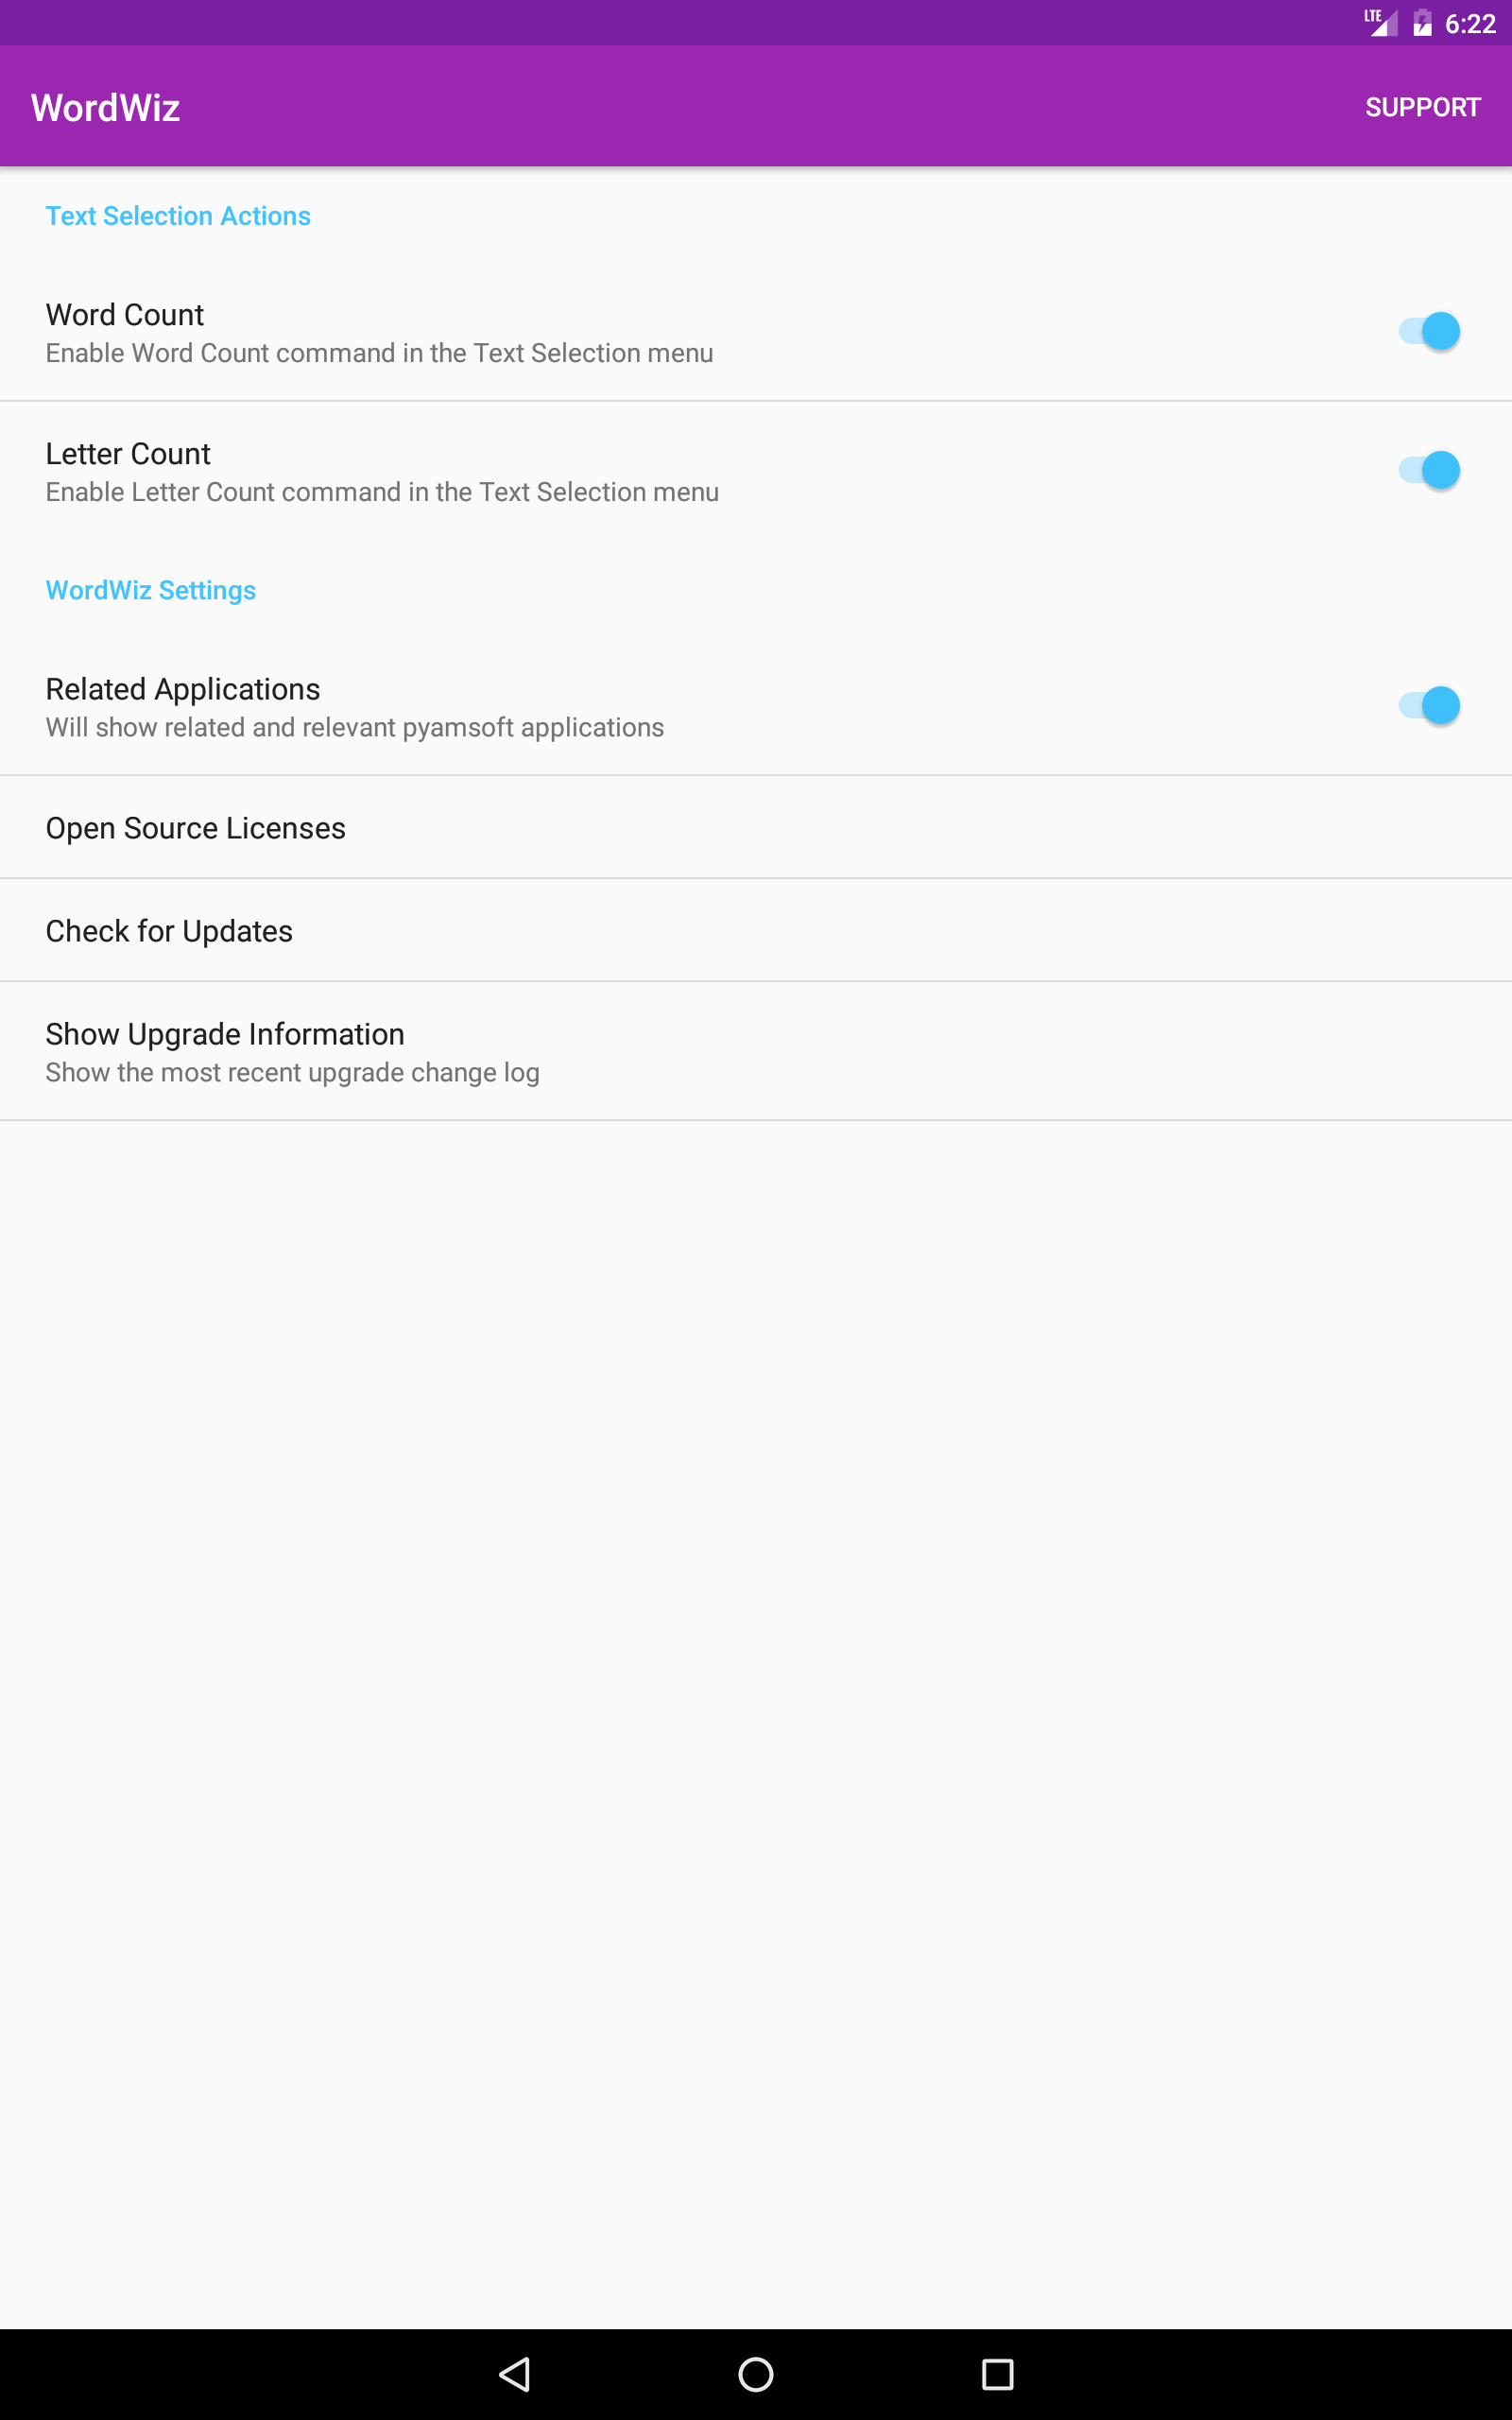 LTE 6:22
WordWiz SUPPORT
Text Selection Actions
Word Count
Enable Word Count command in the Text Selection menu
Letter Count
Enable Letter Count command in the Text Selection menu
WordWiz Settings
Related Applications
Will show related and relevant pyamsoft applications
Open Source Licenses
Check for Updates
Show Upgrade Information
Show the most recent upgrade change log